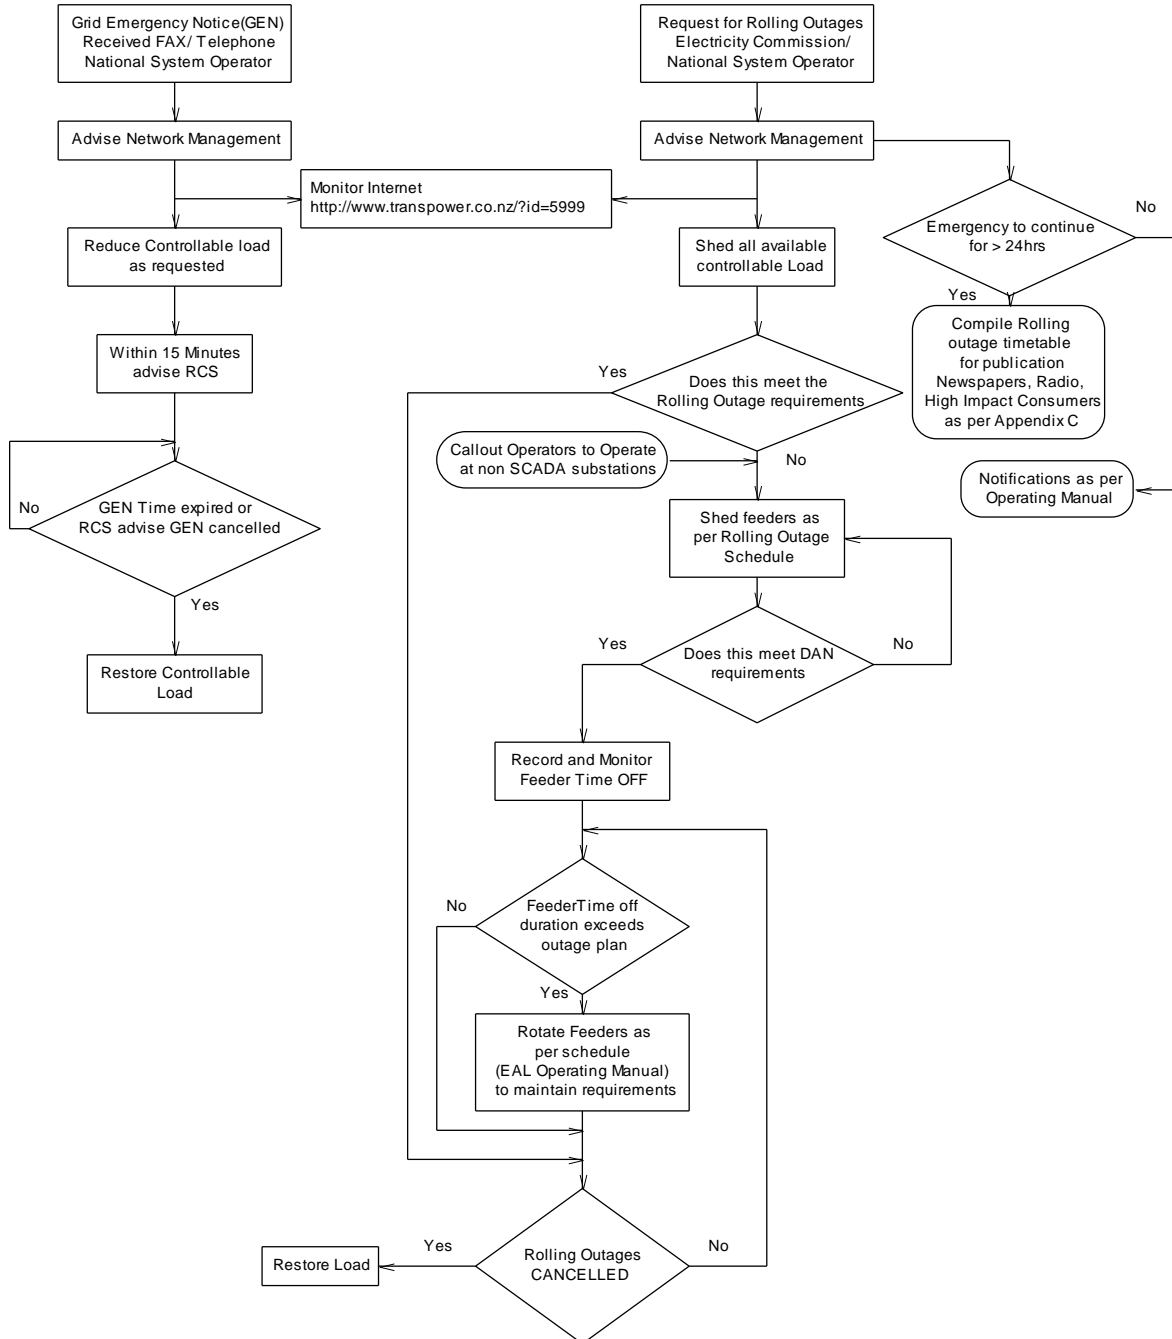 Grid Emergency Notice(GEN)
Received FAX/ Telephone
National System Operator
Request for Rolling Outages
Electricity Commission/
National System Operator
Advise Network Management
Advise Network Management
Monitor Internet
http://www.transpower.co.nz/?id=5999
No
Emergency to continue
for > 24hrs
Yes
Reduce Controllable load
as requested
Shed all available
controllable Load
Compile Rolling
outage timetable
for publication
Newspapers, Radio,
High Impact Consumers
as per Appendix C
Within 15 Minutes
advise RCS
Yes
Does this meet the
Rolling Outage requirements
No
Callout Operators to Operate
at non SCADA substations
Notifications as per
Operating Manual
No
GEN Time expired or
RCS advise GEN cancelled
Yes
Shed feeders as
per Rolling Outage
Schedule
Restore Controllable
Load
Yes
Does this meet DAN
requirements
No
Record and Monitor
Feeder Time OFF
No
FeederTime off
duration exceeds
outage plan
Yes
Rotate Feeders as
per schedule
(EAL Operating Manual)
to maintain requirements
Restore Load
Yes
Rolling Outages
CANCELLED
No